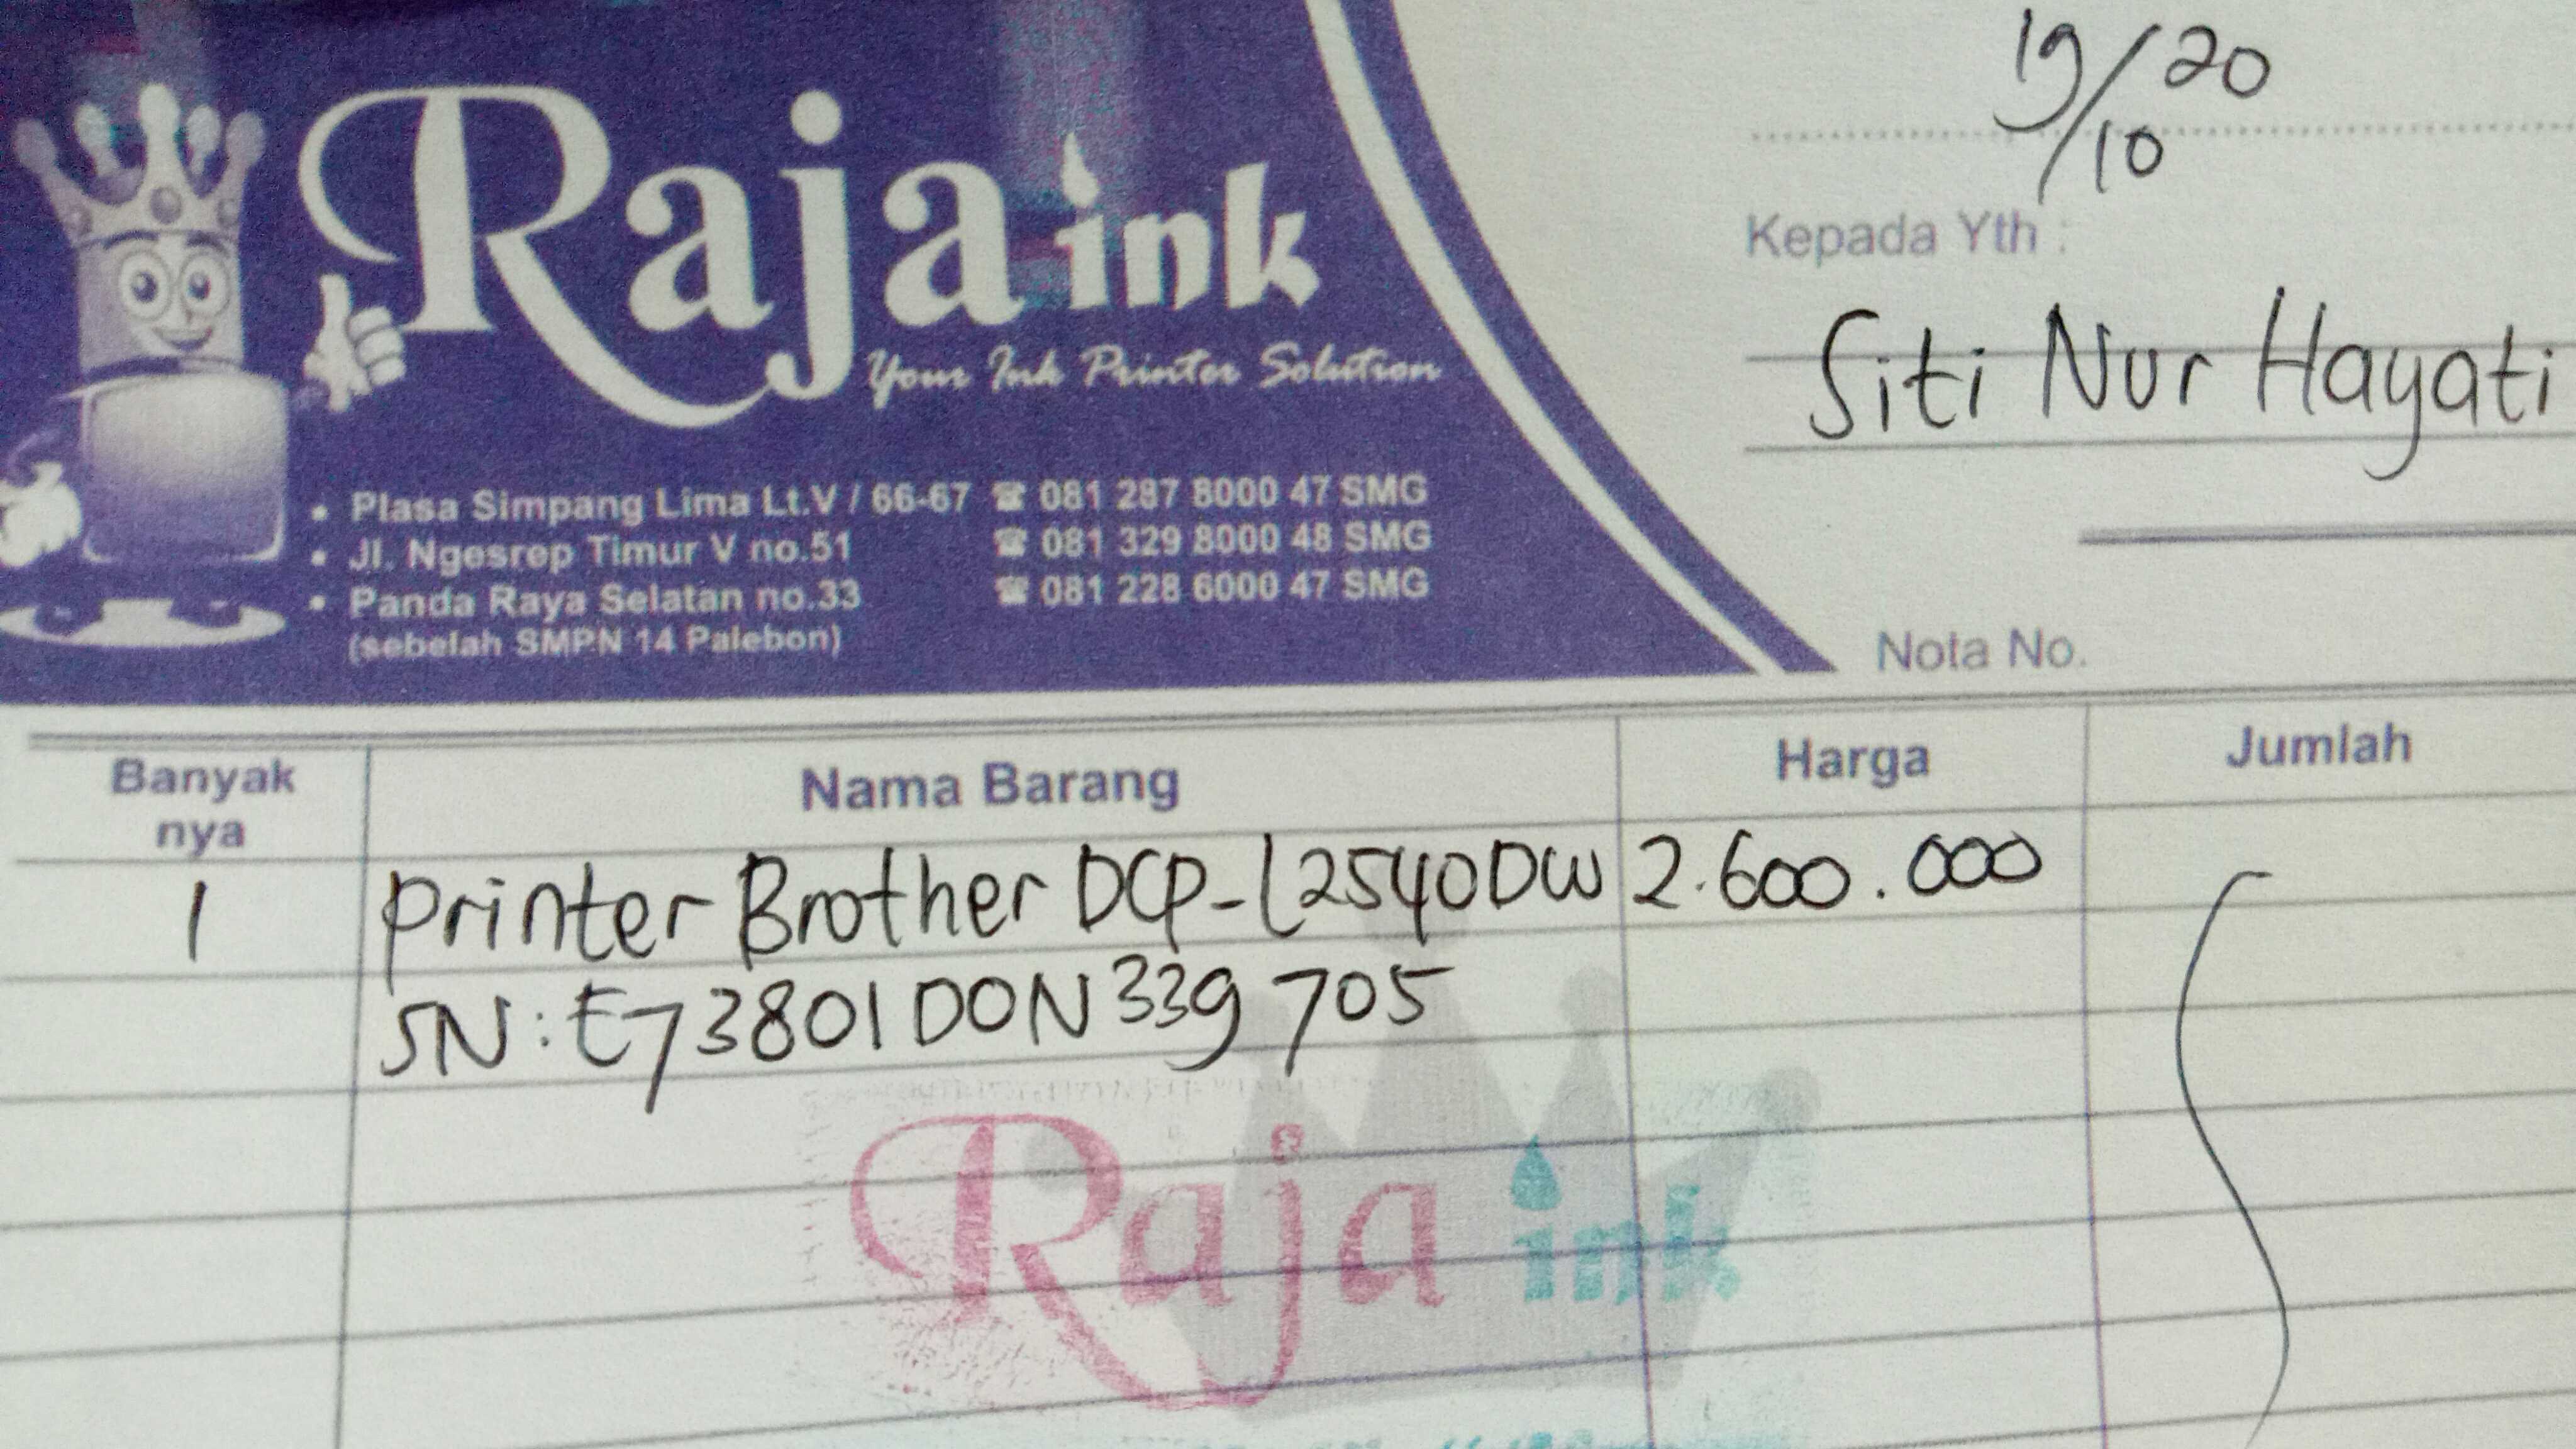 Raja ink
Your Ink Printer Solution
• Plasa Simpang Lima Lt.V / 66-67 ☎ 081 287 8000 47 SMG
• Jl. Ngesrep Timur V no.51 ☎ 081 329 8000 48 SMG
• Panda Raya Selatan no.33 ☎ 081 228 6000 47 SMG
(sebelah SMPN 14 Palebon)
19/10 20
Kepada Yth :
Siti Nur Hayati
Nota No.
Banyak nya Nama Barang Harga Jumlah
1 Printer Brother DCP-L2540DW 2.600.000
SN: E73801D0N339705
Raja ink